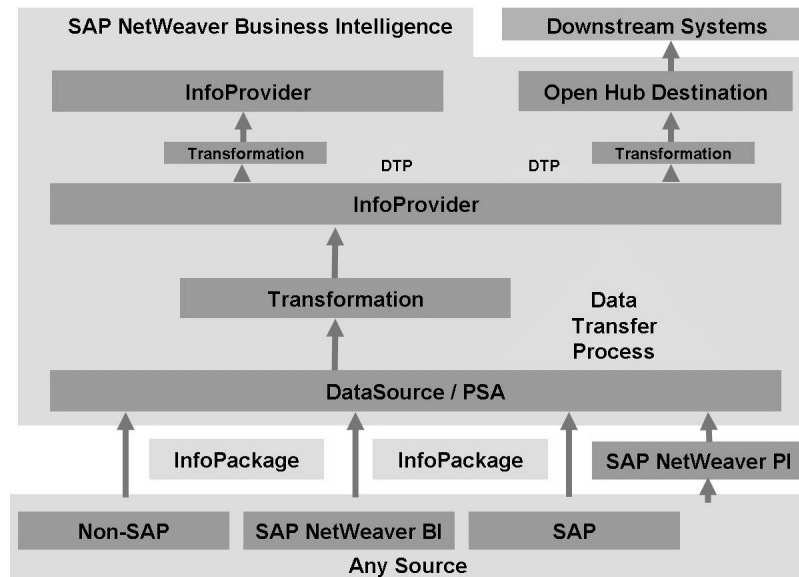 SAP NetWeaver Business Intelligence
Downstream Systems
InfoProvider
Open Hub Destination
Transformation
DTP
DTP
Transformation
InfoProvider
Transformation
Data
Transfer
Process
DataSource / PSA
InfoPackage
InfoPackage
SAP NetWeaver PI
Non-SAP
SAP NetWeaver BI
SAP
Any Source